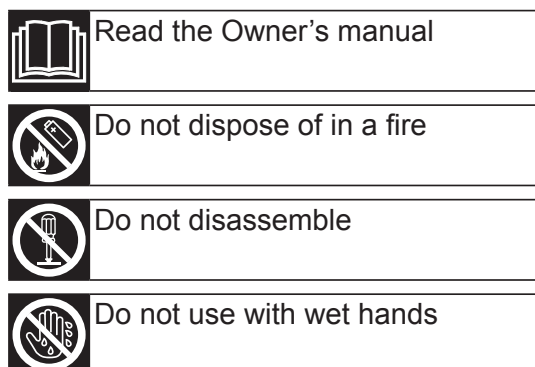 Read the Owner’s manual
Do not dispose of in a fire
Do not disassemble
Do not use with wet hands